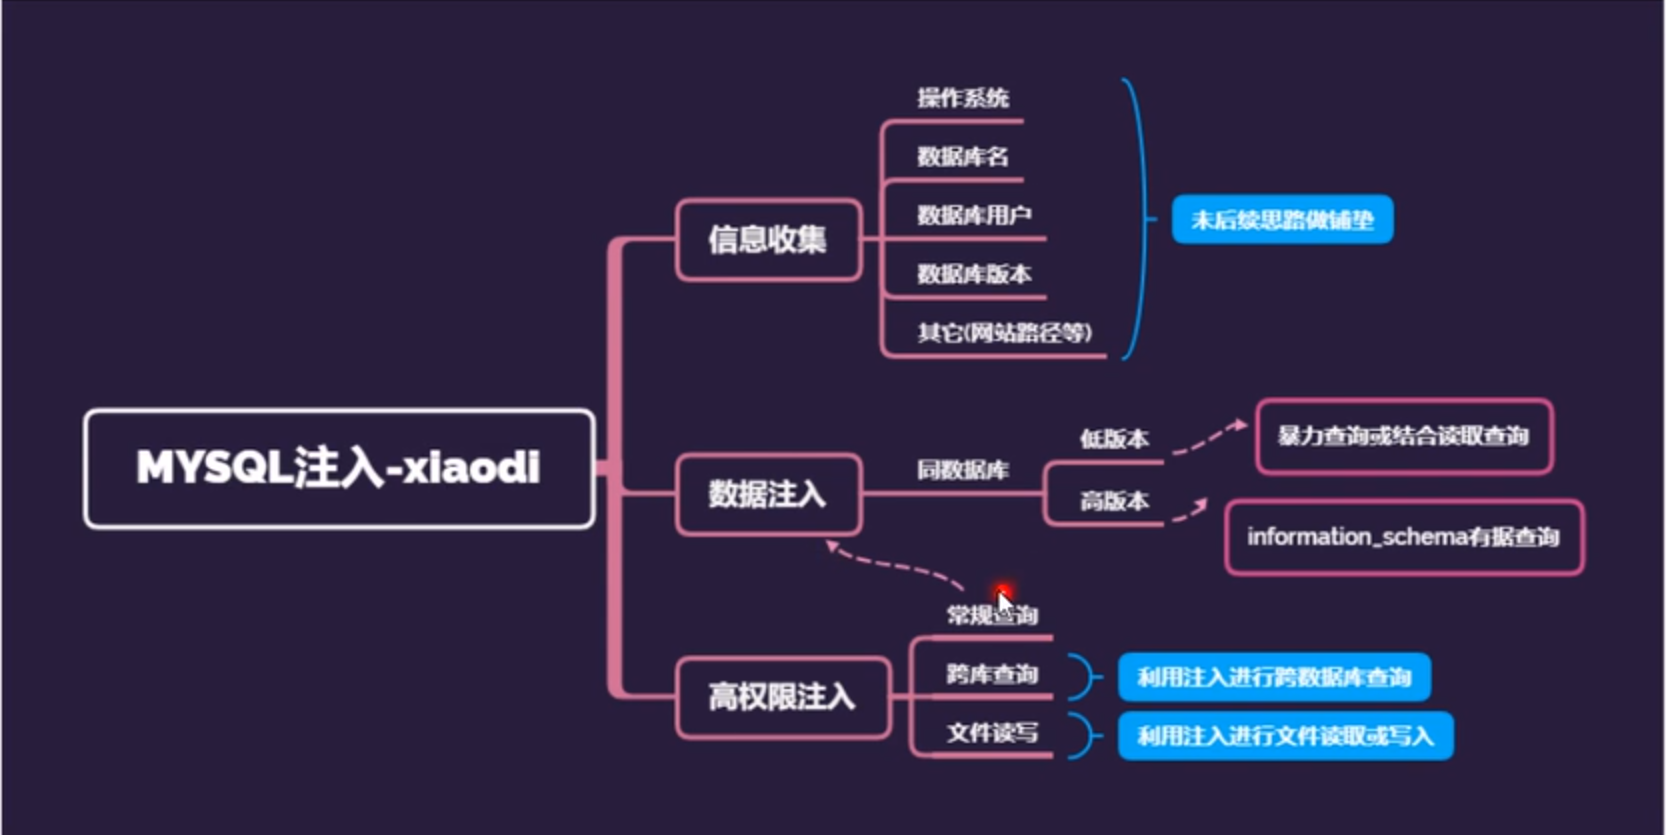 操作系统
数据库名
数据库用户
数据库版本
其它(网站路径等)
未后续思路做铺垫
信息收集
MYSQL注入-xiaodi
数据注入
同数据库
低版本
高版本
暴力查询或结合读取查询
information_schema有据查询
高权限注入
常规查询
跨库查询
文件读写
利用注入进行跨数据库查询
利用注入进行文件读取或写入